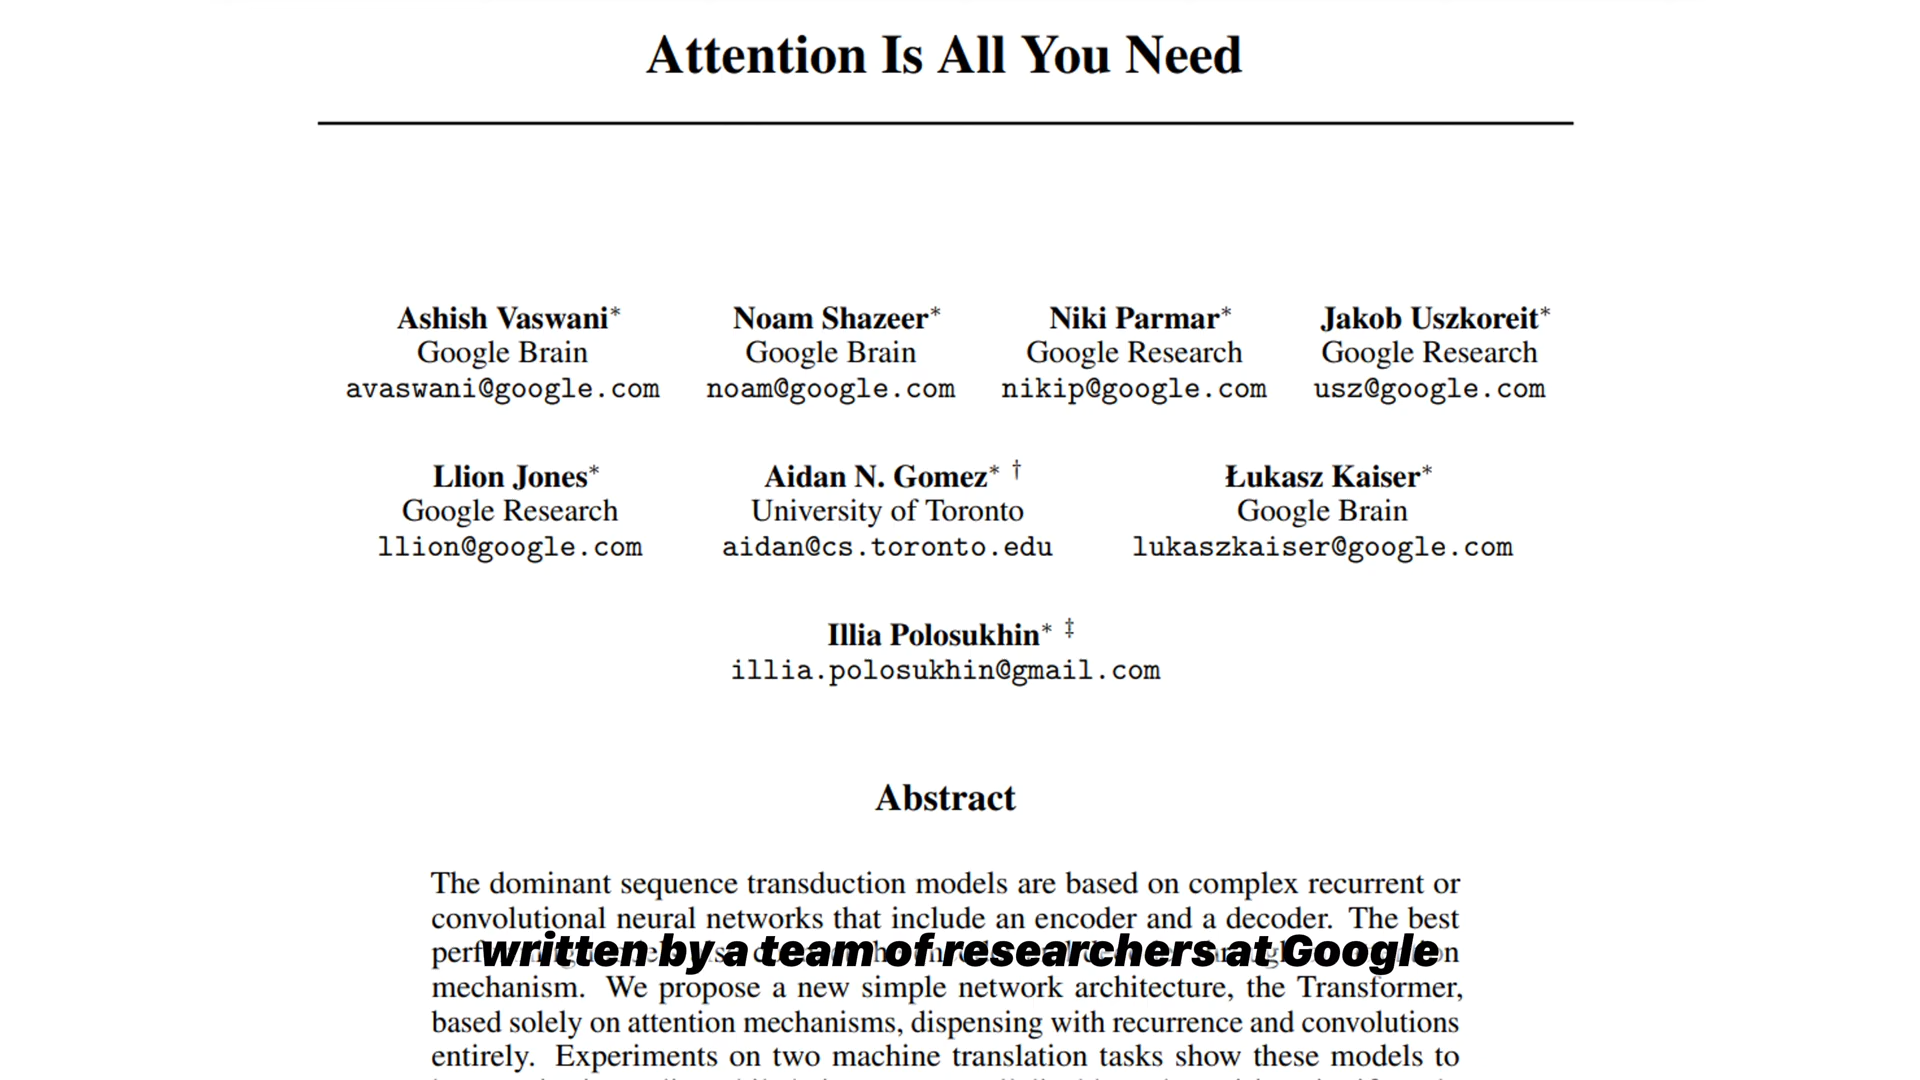 Attention Is All You Need
Ashish Vaswani* Noam Shazeer* Niki Parmar* Jakob Uszkoreit*
Google Brain Google Brain Google Research Google Research
avaswani@google.com noam@google.com nikip@google.com usz@google.com
Llion Jones* Aidan N. Gomez* † Łukasz Kaiser*
Google Research University of Toronto Google Brain
llion@google.com aidan@cs.toronto.edu lukaszkaiser@google.com
Illia Polosukhin* ‡
illia.polosukhin@gmail.com
Abstract
The dominant sequence transduction models are based on complex recurrent or
convolutional neural networks that include an encoder and a decoder. The best
written by a team of researchers at Google
mechanism. We propose a new simple network architecture, the Transformer,
based solely on attention mechanisms, dispensing with recurrence and convolutions
entirely. Experiments on two machine translation tasks show these models to